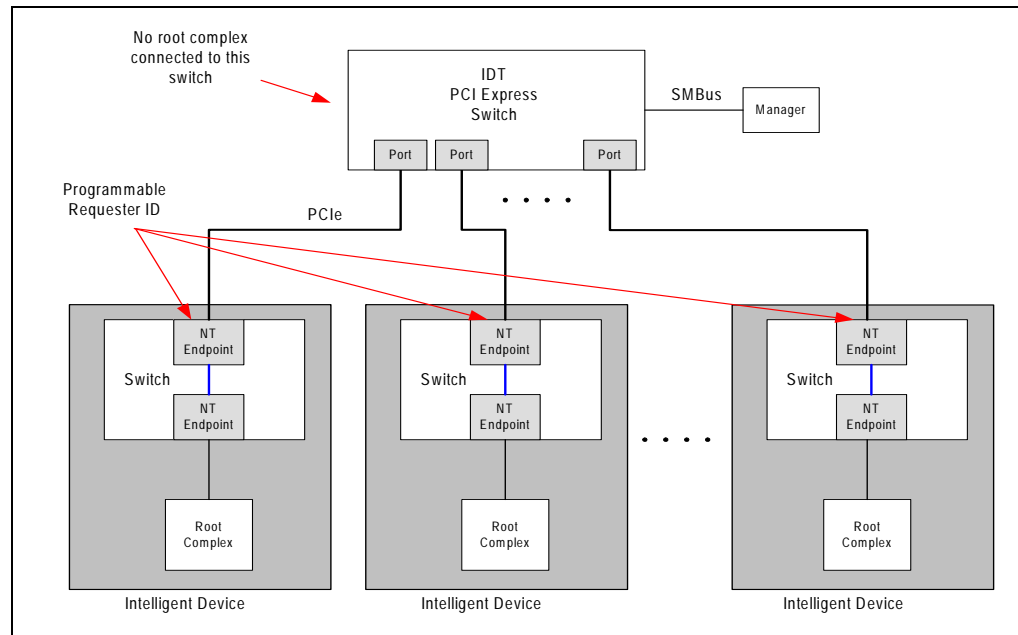 No root complex
connected to this
switch
IDT
PCI Express
Switch
SMBus
Manager
Port
Port
Port
Programmable
Requester ID
PCIe
NT
Endpoint
Switch
NT
Endpoint
Root
Complex
Intelligent Device
NT
Endpoint
Switch
NT
Endpoint
Root
Complex
Intelligent Device
NT
Endpoint
Switch
NT
Endpoint
Root
Complex
Intelligent Device